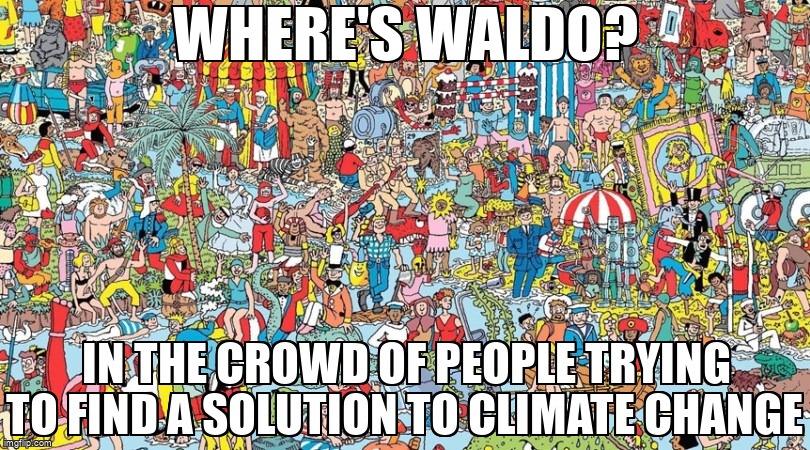 WHERE'S WALDO?
IN THE CROWD OF PEOPLE TRYING
TO FIND A SOLUTION TO CLIMATE CHANGE
imgflip.com